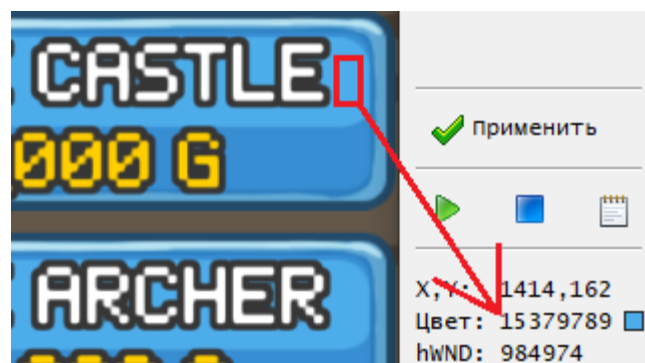 CASTLE
000 G
Применить
ARCHER
X,Y: 1414,162
Цвет: 15379789
hWND: 984974